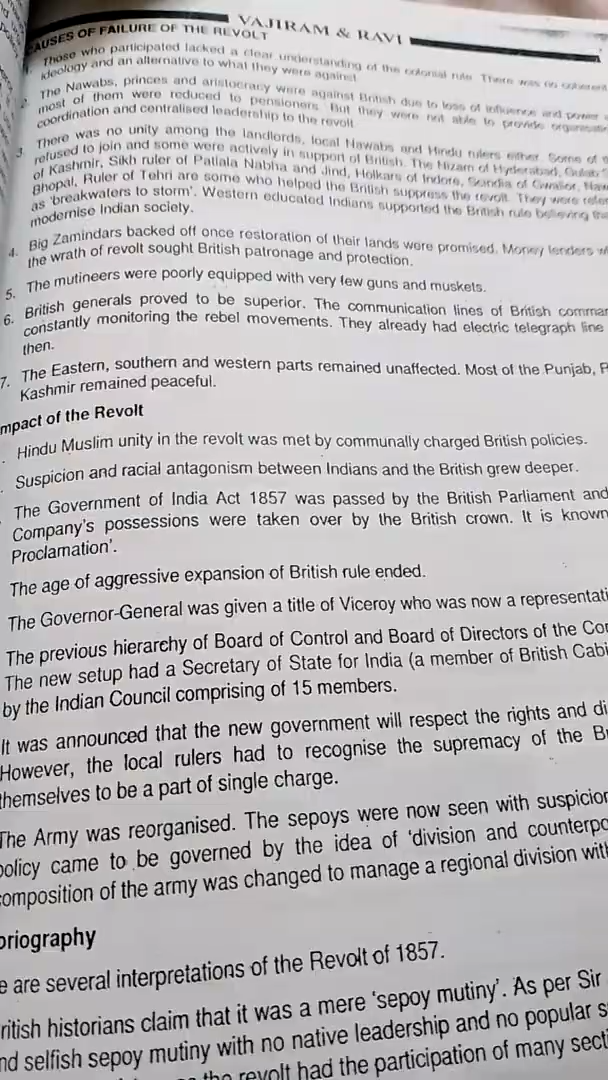 VAJIRAM & RAVI
AUSES OF FAILURE OF THE REVOLT
Those who participated lacked a clear understanding of the colonial rule. There was no coherent
ideology and an alternative to what they were against.
2. The Nawabs, princes and aristocracy were against British due to loss of influence and power
most of them were reduced to pensioners. But they were not able to provide
coordination and centralised leadership to the revolt.
3. There was no unity among the landlords, local Nawabs and Hindu rulers either. Some of
refused to join and some were actively in support of British. The Nizam of Hyderabad, Gulab
of Kashmir, Sikh ruler of Patiala Nabha and Jind, Holkars of Indore, Scindia of Gwalior,
Bhopal, Ruler of Tehri are some who helped the British suppress the revolt. They were
as 'breakwaters to storm'. Western educated Indians supported the British rule believing
modernise Indian society.
4. Big Zamindars backed off once restoration of their lands were promised. Money lenders
the wrath of revolt sought British patronage and protection.
5. The mutineers were poorly equipped with very few guns and muskets.
6. British generals proved to be superior. The communication lines of British comman
constantly monitoring the rebel movements. They already had electric telegraph line
then.
7. The Eastern, southern and western parts remained unaffected. Most of the Punjab,
Kashmir remained peaceful.
mpact of the Revolt
Hindu Muslim unity in the revolt was met by communally charged British policies.
Suspicion and racial antagonism between Indians and the British grew deeper.
The Government of India Act 1857 was passed by the British Parliament and
Company's possessions were taken over by the British crown. It is known
Proclamation'.
The age of aggressive expansion of British rule ended.
The Governor-General was given a title of Viceroy who was now a representati
The previous hierarchy of Board of Control and Board of Directors of the Co
The new setup had a Secretary of State for India (a member of British Cabi
by the Indian Council comprising of 15 members.
It was announced that the new government will respect the rights and di
However, the local rulers had to recognise the supremacy of the B
themselves to be a part of single charge.
The Army was reorganised. The sepoys were now seen with suspicion
policy came to be governed by the idea of 'division and counterpo
composition of the army was changed to manage a regional division with
oriography
e are several interpretations of the Revolt of 1857.
ritish historians claim that it was a mere 'sepoy mutiny'. As per Sir
nd selfish sepoy mutiny with no native leadership and no popular s
the revolt had the participation of many secti